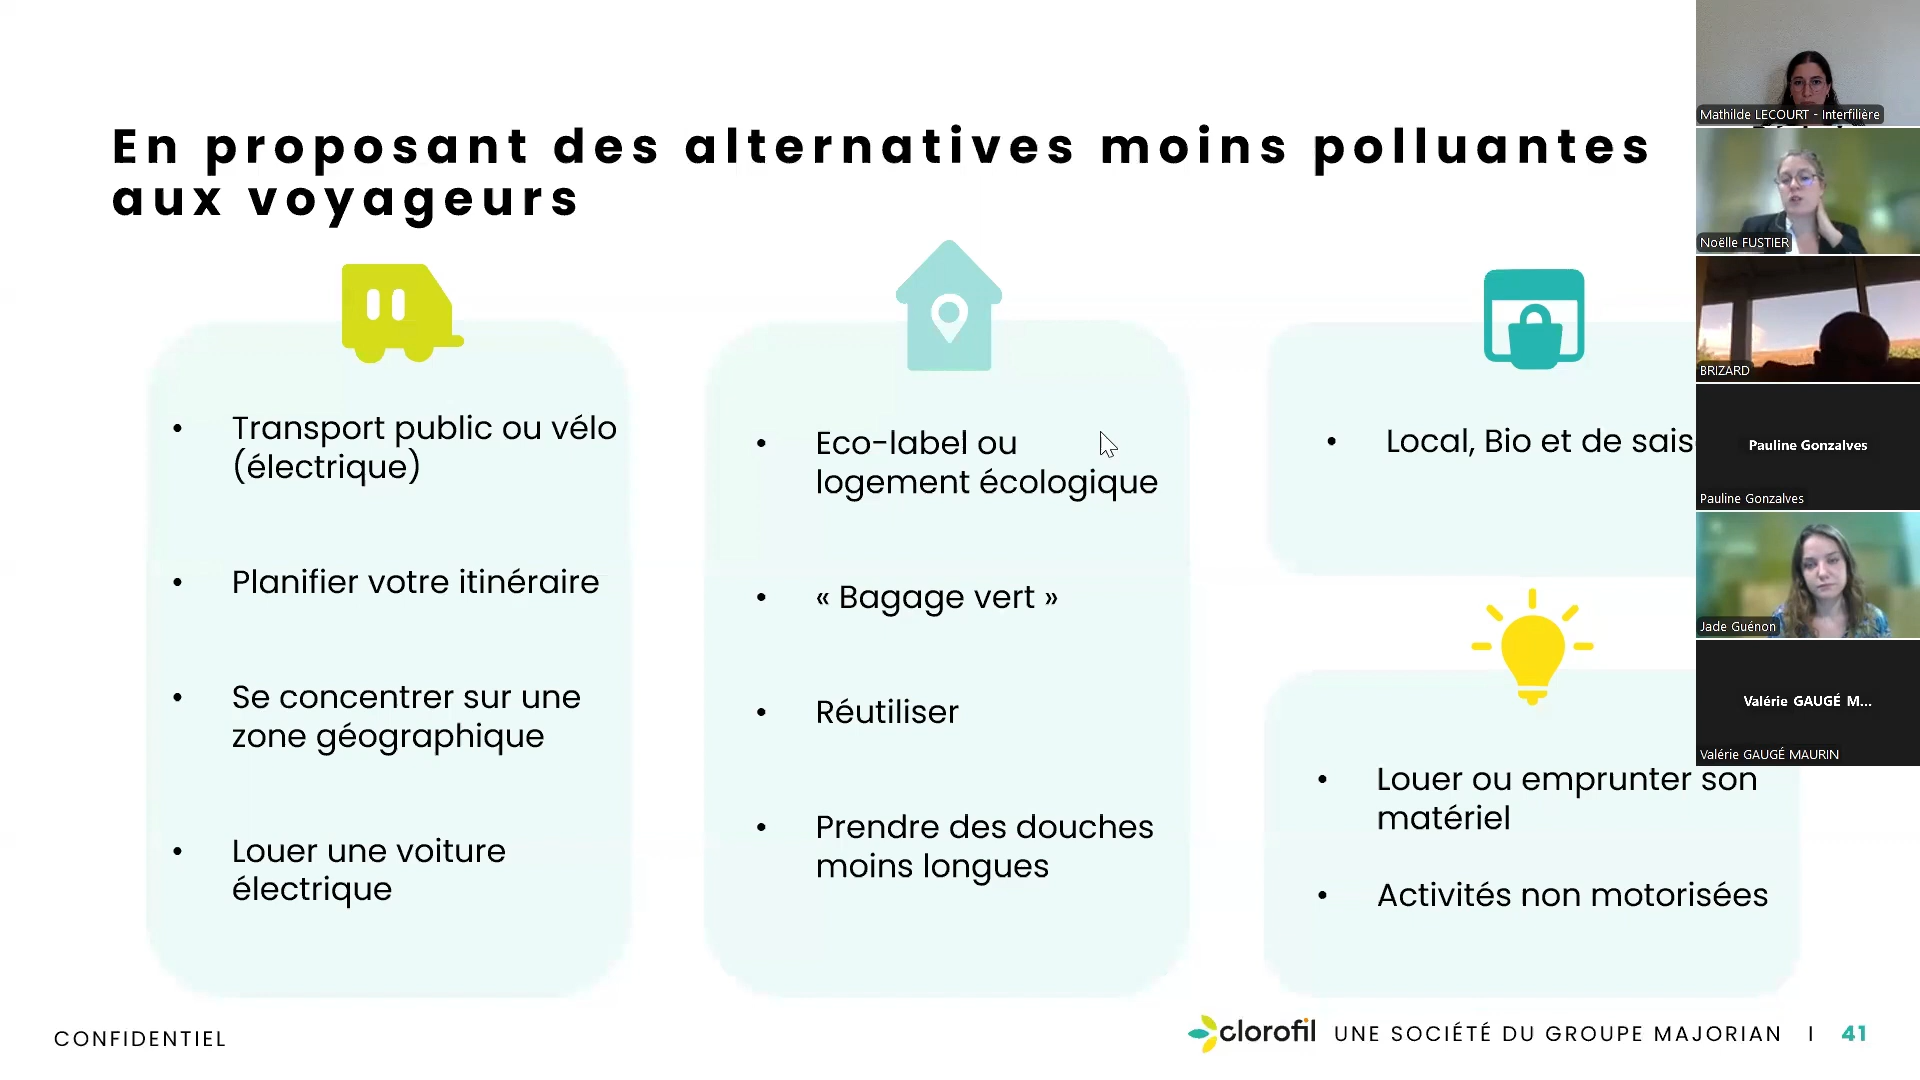 En proposant des alternatives moins polluantes
aux voyageurs
• Transport public ou vélo
(électrique)
• Planifier votre itinéraire
• Se concentrer sur une
zone géographique
• Louer une voiture
électrique
• Eco-label ou
logement écologique
• « Bagage vert »
• Réutiliser
• Prendre des douches
moins longues
• Local, Bio et de sais
• Louer ou emprunter son
matériel
• Activités non motorisées
Mathilde LECOURT - Interfilière
Noëlle FUSTIER
BRIZARD
Pauline Gonzalves
Pauline Gonzalves
Jade Guénon
Valérie GAUGÉ M...
Valérie GAUGÉ MAURIN
CONFIDENTIEL
clorofil UNE SOCIÉTÉ DU GROUPE MAJORIAN I 41